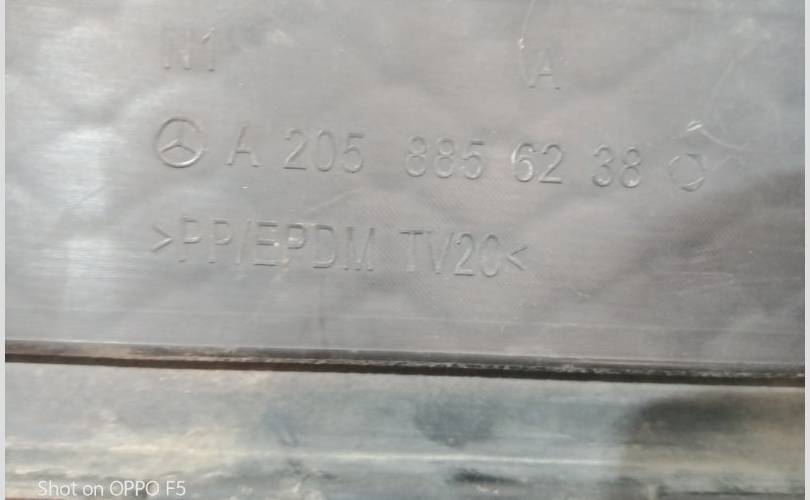 N1 A
A 205 885 62 38
>PP/EPDM TV20<
Shot on OPPO F5